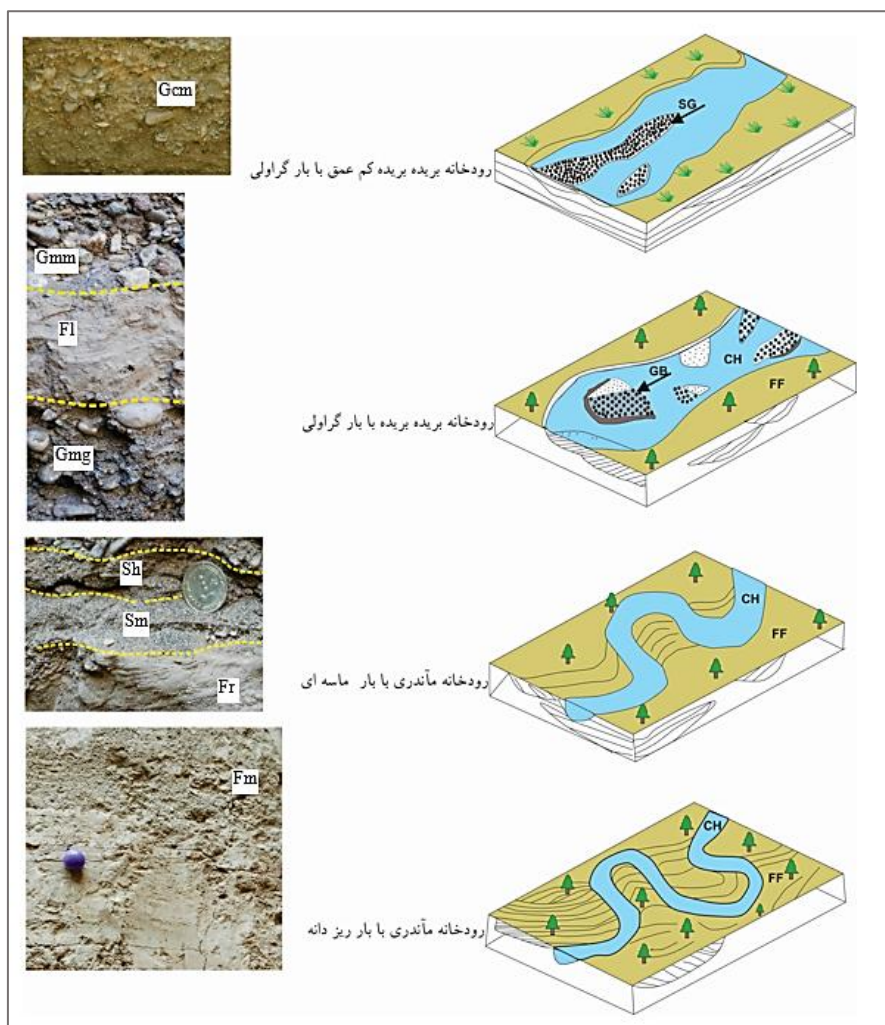 Gcm
SG
رودخانه بریده بریده کم عمق با بار گراولی
Gmm
Fl
Gmg
CH
GB
FF
رودخانه بریده بریده با بار گراولی
Sh
Sm
Fr
CH
FF
رودخانه مآندری با بار ماسه ای
Fm
CH
FF
رودخانه مآندری با بار ریز دانه